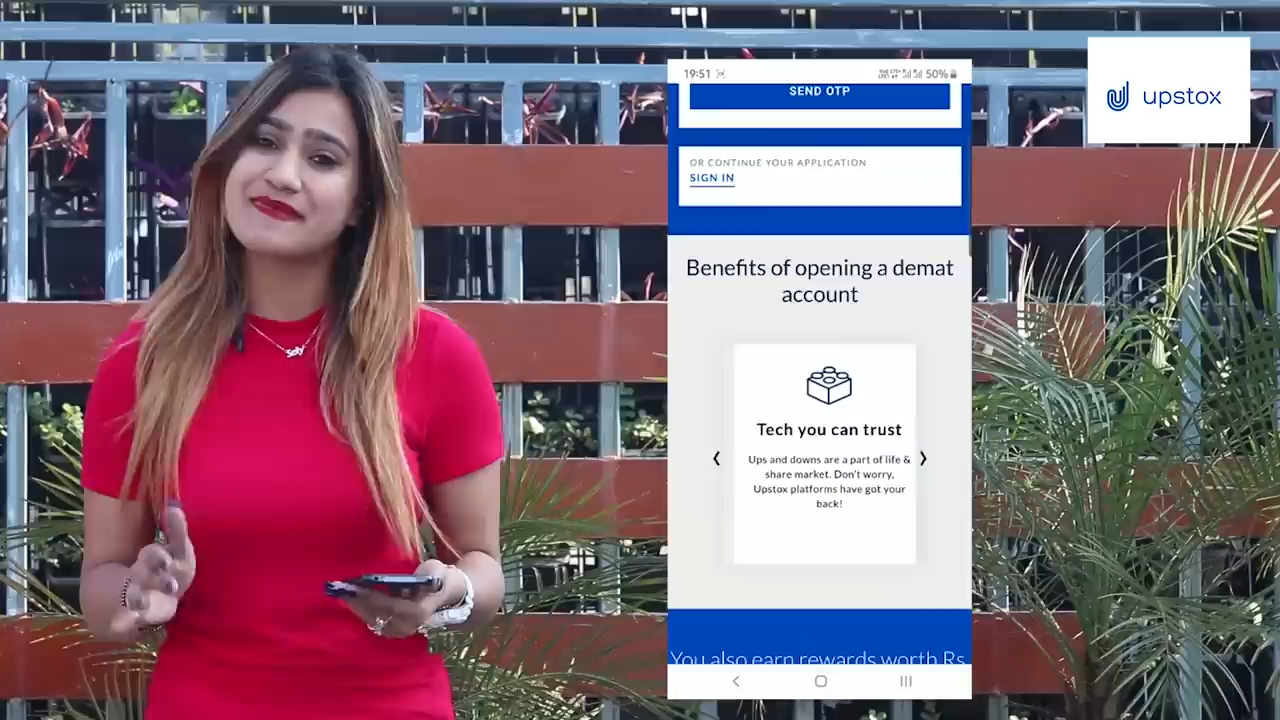 19:51
50%
SEND OTP
OR CONTINUE YOUR APPLICATION
SIGN IN
Benefits of opening a demat
account
Tech you can trust
Ups and downs are a part of life &
share market. Don't worry,
Upstox platforms have got your
back!
You also earn rewards worth Rs
upstox